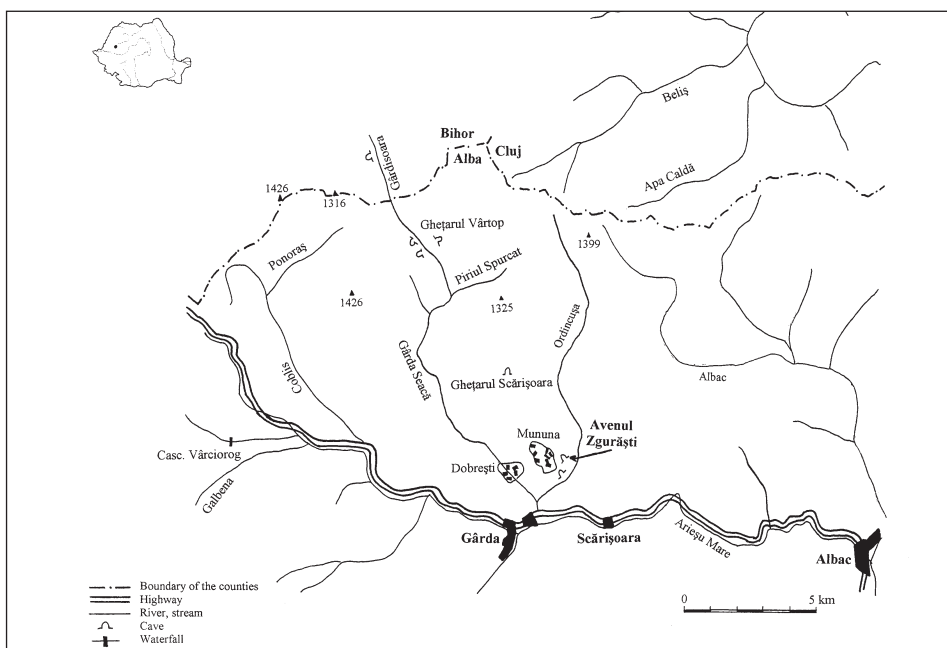 Beliş
Bihor
Alba
Cluj
Gârdisoara
Apa Caldă
1426
1316
Gheţarul Vârtop
1399
Ponoraş
Piriul Spurcat
1426
1325
Ordincuşa
Gârda Seacă
Coblis
Gheţarul Scărişoara
Albac
Mununa
Avenul
Zgurăşti
Casc. Vârciorog
Dobreşti
Galbena
Gârda
Scărişoara
Arieşu Mare
Albac
Boundary of the counties
Highway
River, stream
Cave
Waterfall
0 5 km